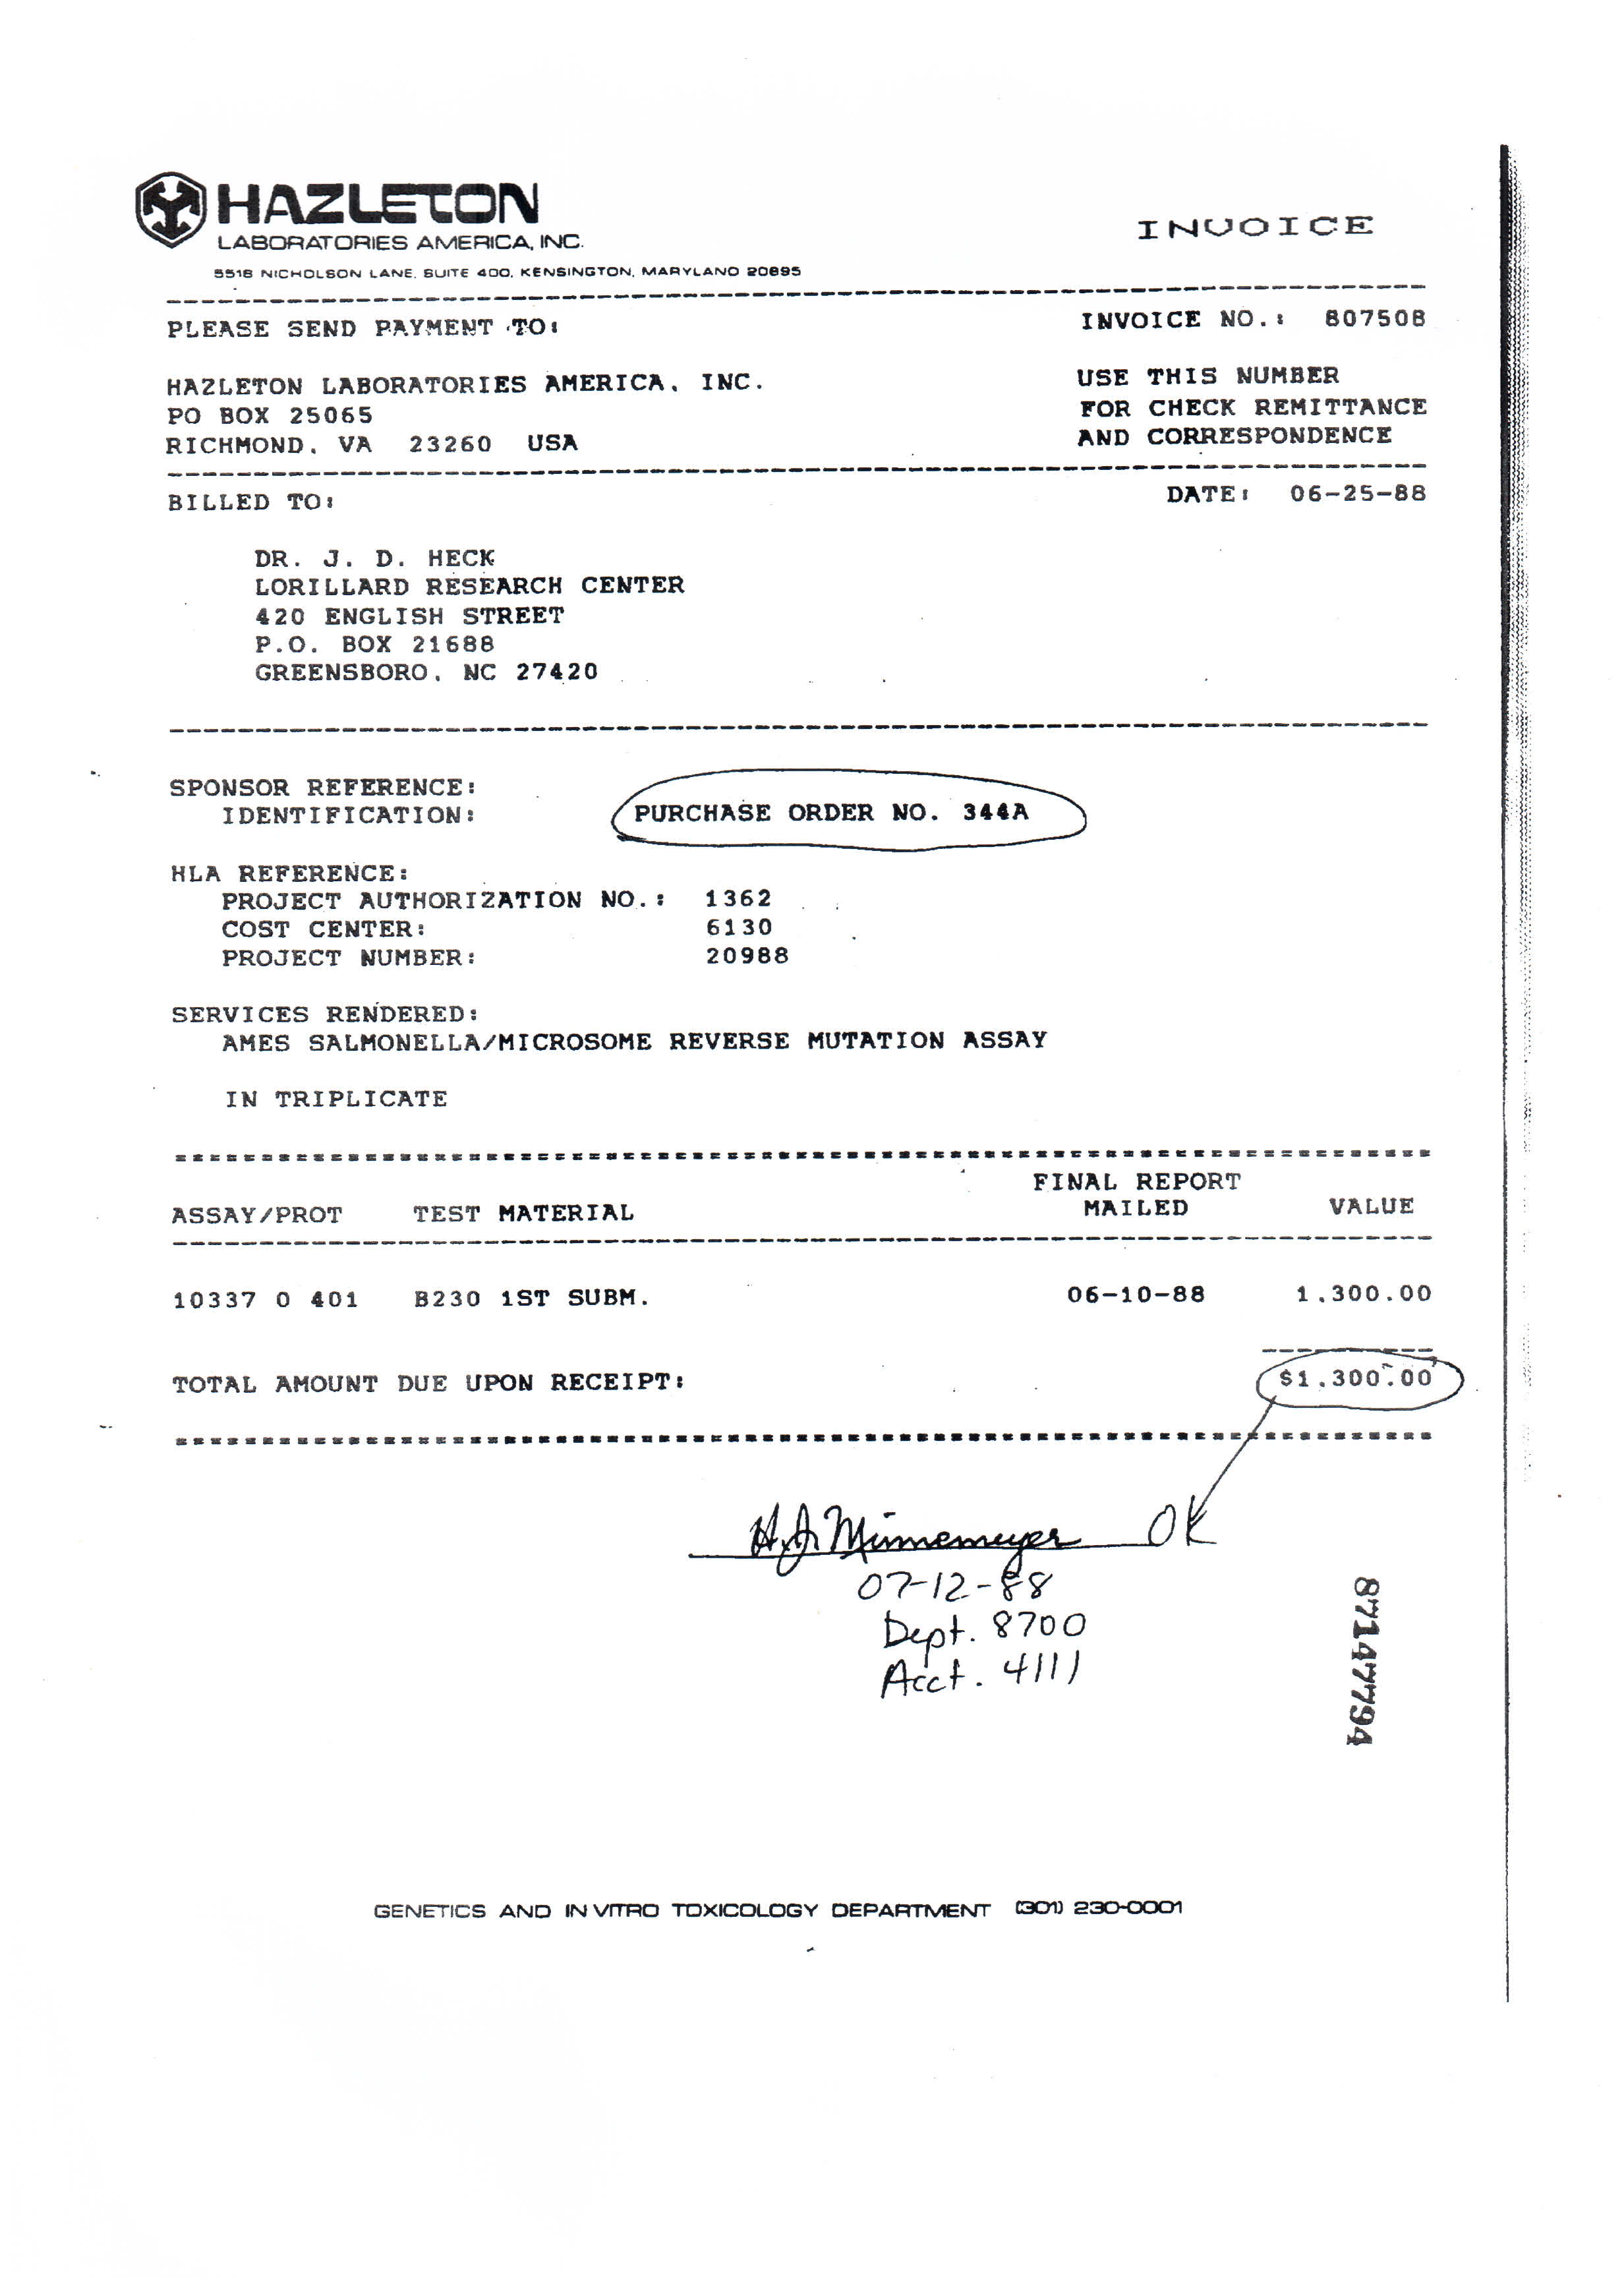 HAZLETON
LABORATORIES AMERICA, INC.
5518 NICHOLSON LANE, SUITE 400, KENSINGTON, MARYLAND 20895
INVOICE
PLEASE SEND PAYMENT TO:
INVOICE NO.: 807508
HAZLETON LABORATORIES AMERICA, INC.
PO BOX 25065
RICHMOND, VA 23260 USA
USE THIS NUMBER
FOR CHECK REMITTANCE
AND CORRESPONDENCE
BILLED TO:
DATE: 06-25-88
DR. J. D. HECK
LORILLARD RESEARCH CENTER
420 ENGLISH STREET
P.O. BOX 21688
GREENSBORO, NC 27420
SPONSOR REFERENCE:
IDENTIFICATION: PURCHASE ORDER NO. 344A
HLA REFERENCE:
PROJECT AUTHORIZATION NO.: 1362
COST CENTER: 6130
PROJECT NUMBER: 20988
SERVICES RENDERED:
AMES SALMONELLA/MICROSOME REVERSE MUTATION ASSAY
IN TRIPLICATE
FINAL REPORT
ASSAY/PROT TEST MATERIAL MAILED VALUE
10337 0 401 B230 1ST SUBM. 06-10-88 1,300.00
TOTAL AMOUNT DUE UPON RECEIPT: $1,300.00
H.J. Minnemeyer OK
07-12-88
Dept. 8700
Acct. 4111
87147794
GENETICS AND IN VITRO TOXICOLOGY DEPARTMENT (301) 230-0001